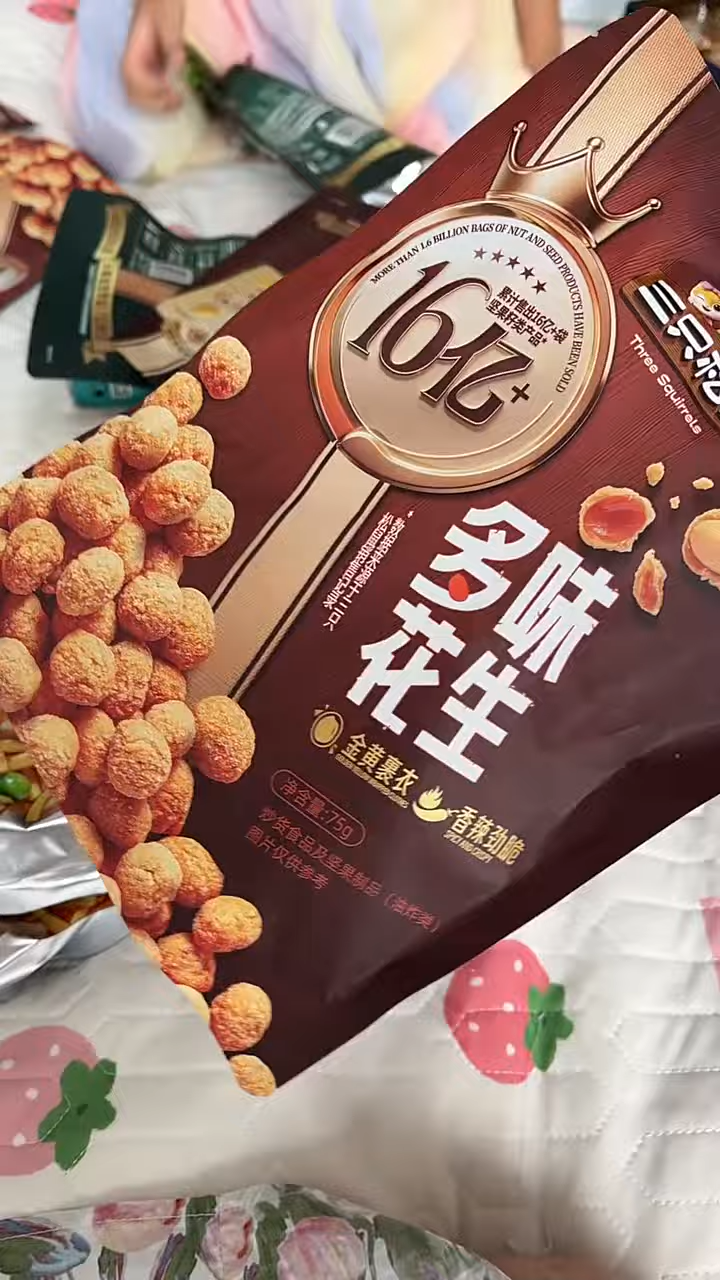 MORE THAN 1.6 BILLION BAGS OF NUT AND SEED PRODUCTS HAVE BEEN SOLD
累计售出16亿+袋
坚果籽类产品*
16亿+
三只松
Three Squirrels
多味
花生
金黄裹衣
香辣劲脆
净含量:75g
炒货食品及坚果制品（油炸类）
图片仅供参考